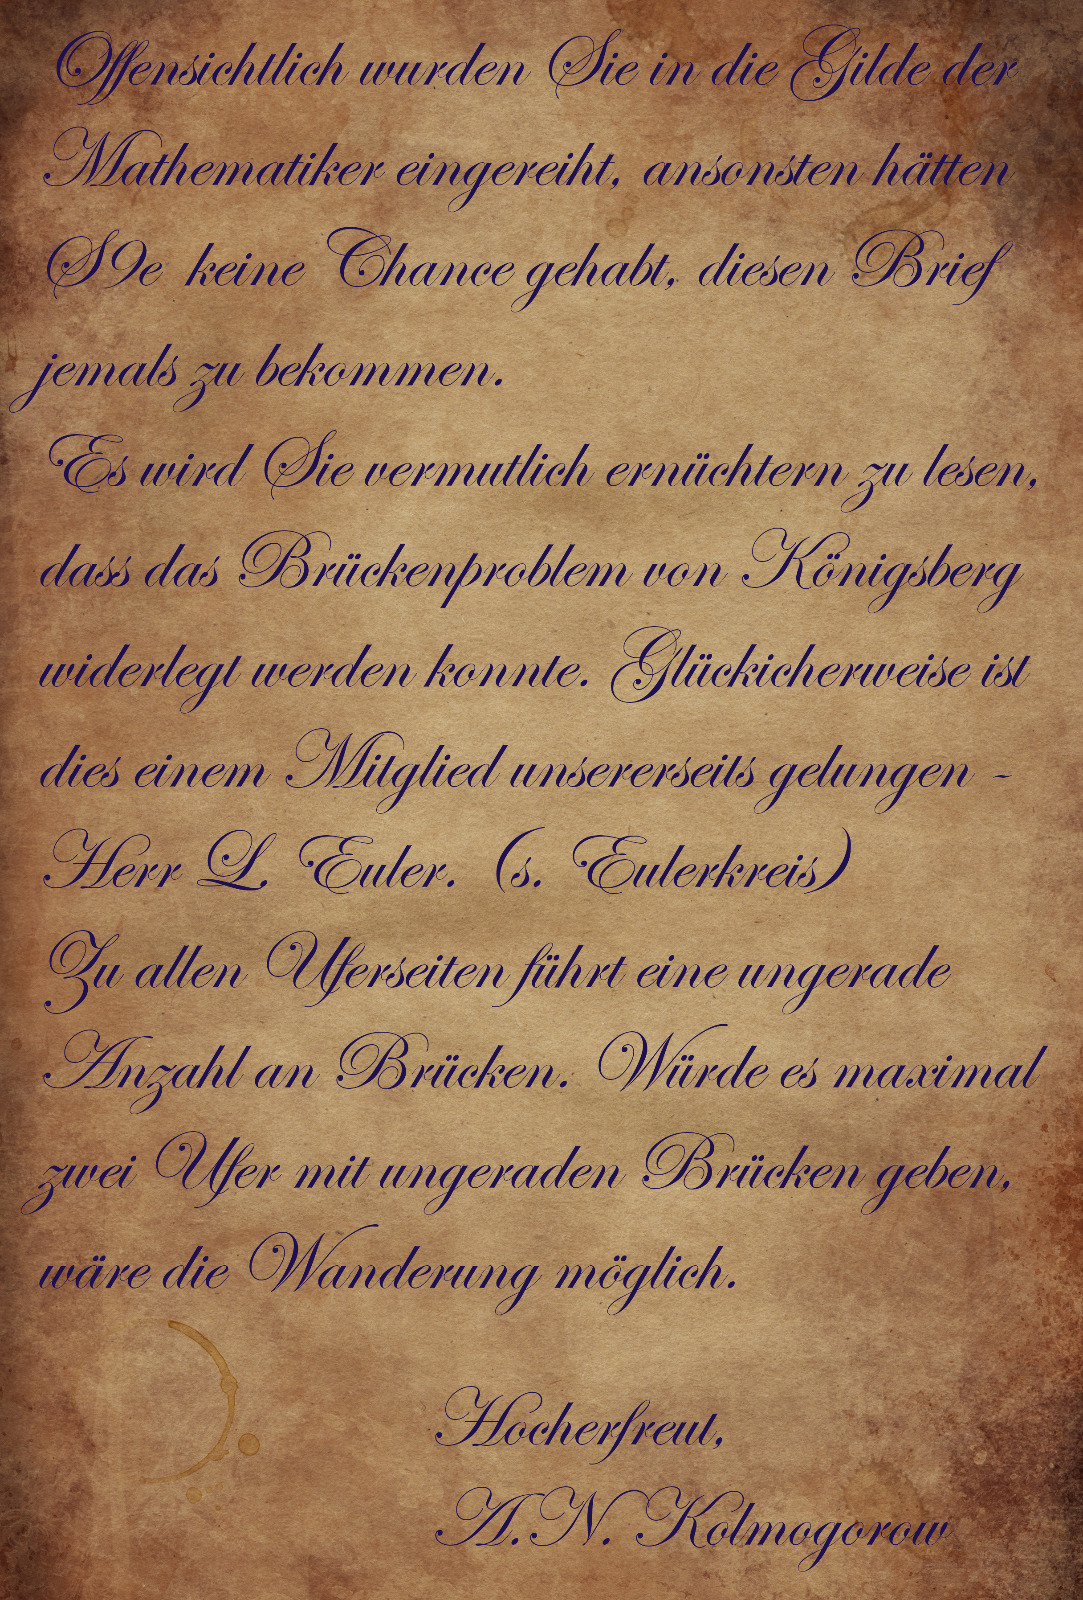 Offensichtlich wurden Sie in die Gilde der
Mathematiker eingereiht, ansonsten hätten
S9e keine Chance gehabt, diesen Brief
jemals zu bekommen.
Es wird Sie vermutlich ernüchtern zu lesen,
dass das Brückenproblem von Königsberg
widerlegt werden konnte. Glückicherweise ist
dies einem Mitglied unsererseits gelungen -
Herr L. Euler. (s. Eulerkreis)
Zu allen Uferseiten führt eine ungerade
Anzahl an Brücken. Würde es maximal
zwei Ufer mit ungeraden Brücken geben,
wäre die Wanderung möglich.
Hocherfreut,
A.N. Kolmogorow